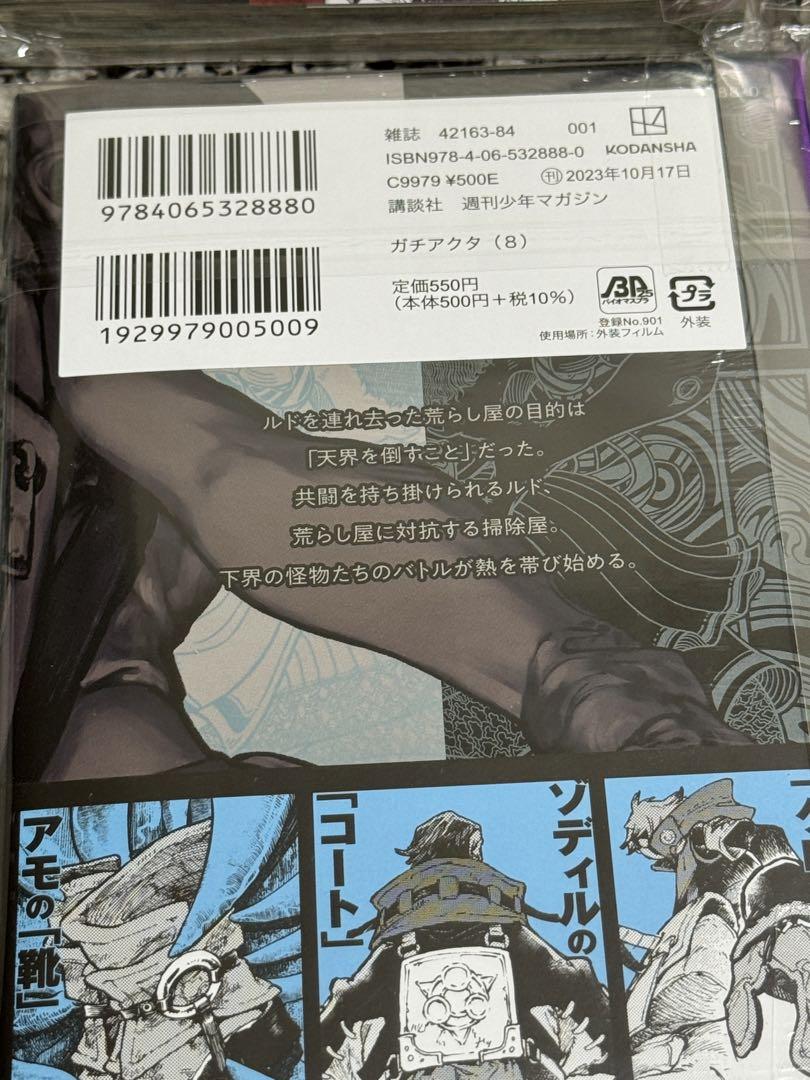 雑誌 42163-84 001
KODANSHA
ISBN978-4-06-532888-0
C9979 ¥500E ㊗ 2023年10月17日
講談社 週刊少年マガジン
9784065328880
ガチアクタ（8）
1929979005009
定価550円
（本体500円＋税10%）
バイオマスプラ
25
プラ
登録No.901
外装
使用場所：外装フィルム
ルドを連れ去った荒らし屋の目的は
「天界を倒すこと」だった。
共闘を持ち掛けられるルド、
荒らし屋に対抗する掃除屋。
下界の怪物たちのバトルが熱を帯び始める。
アモの「靴」
ゾディルの
「コート」